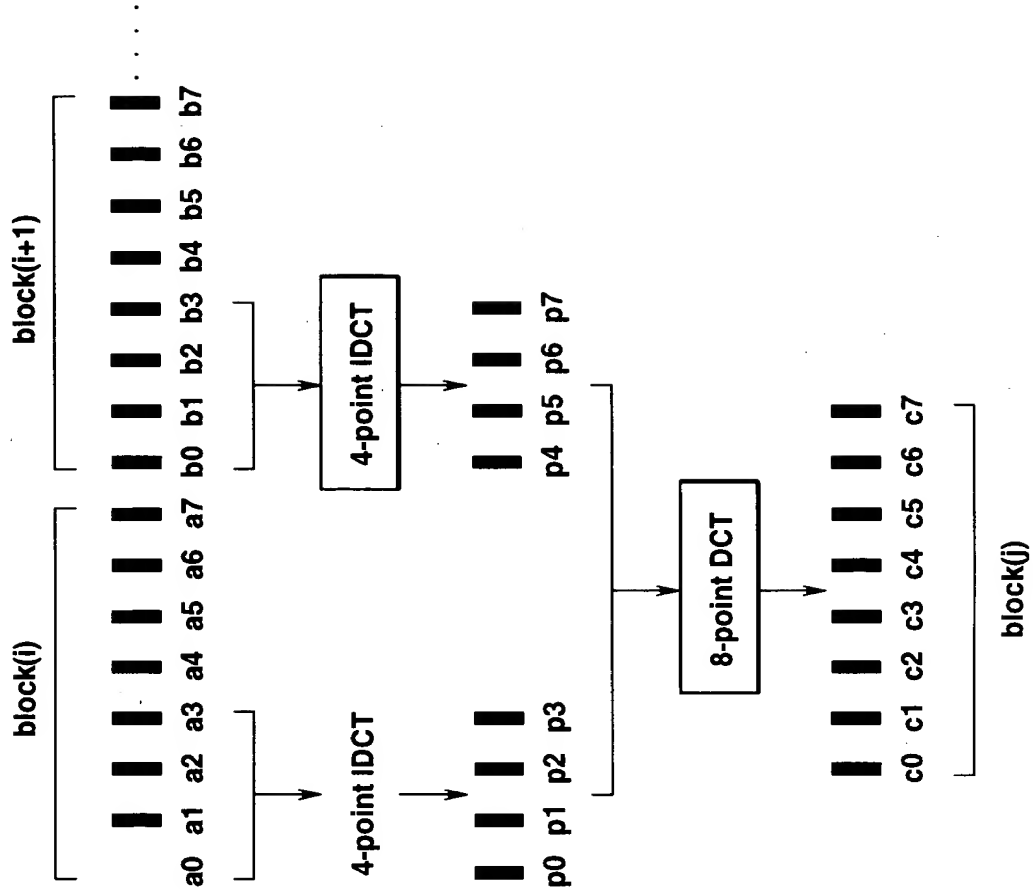 block(i) block(i+1)
a0 a1 a2 a3 a4 a5 a6 a7 b0 b1 b2 b3 b4 b5 b6 b7 . . . . .
4-point IDCT 4-point IDCT
p0 p1 p2 p3 p4 p5 p6 p7
8-point DCT
c0 c1 c2 c3 c4 c5 c6 c7
block(j)